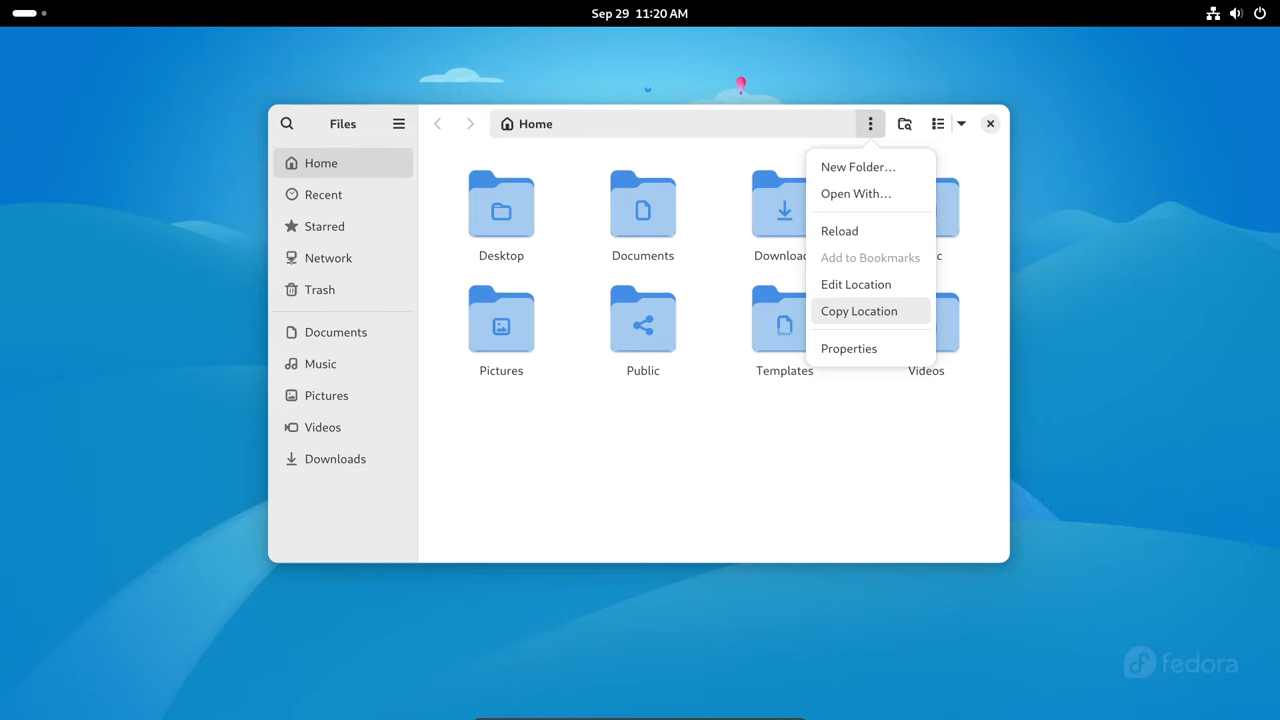 Sep 29 11:20 AM
Files
Home
Home
Recent
Starred
Network
Trash
Documents
Music
Pictures
Videos
Downloads
New Folder…
Open With…
Reload
Add to Bookmarks
Edit Location
Copy Location
Properties
Desktop
Documents
Pictures
Public
Templates
Videos
fedora